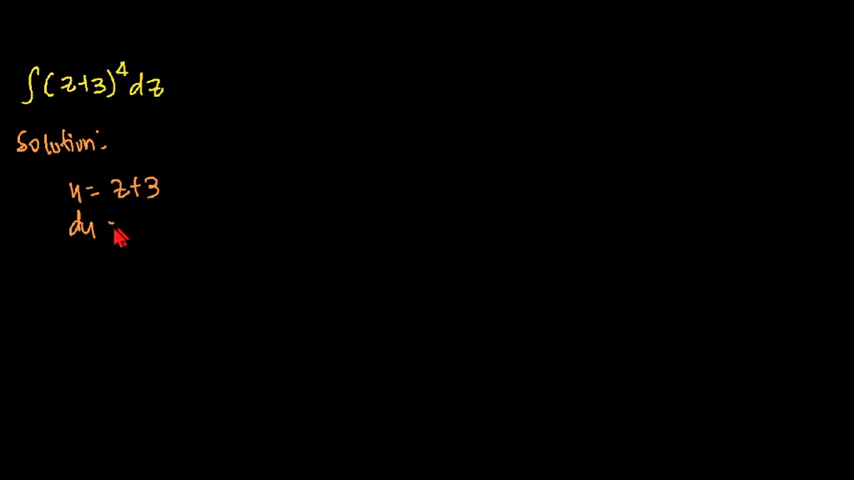 ∫(z+3)⁴dz
Solution:
u = z+3
du =